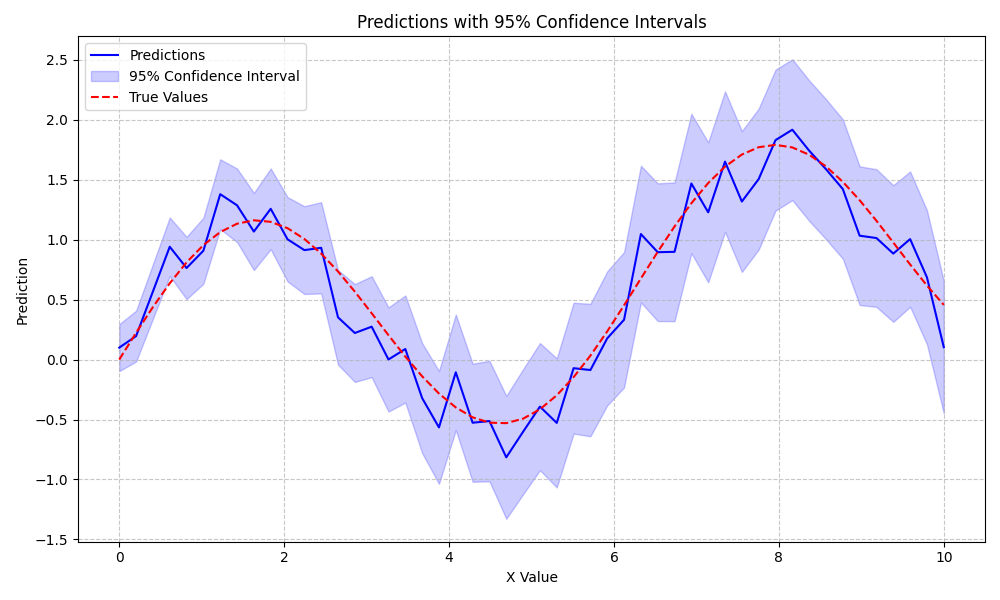 Predictions with 95% Confidence Intervals
Predictions
95% Confidence Interval
True Values
Prediction
2.5
2.0
1.5
1.0
0.5
0.0
−0.5
−1.0
−1.5
0
2
4
6
8
10
X Value